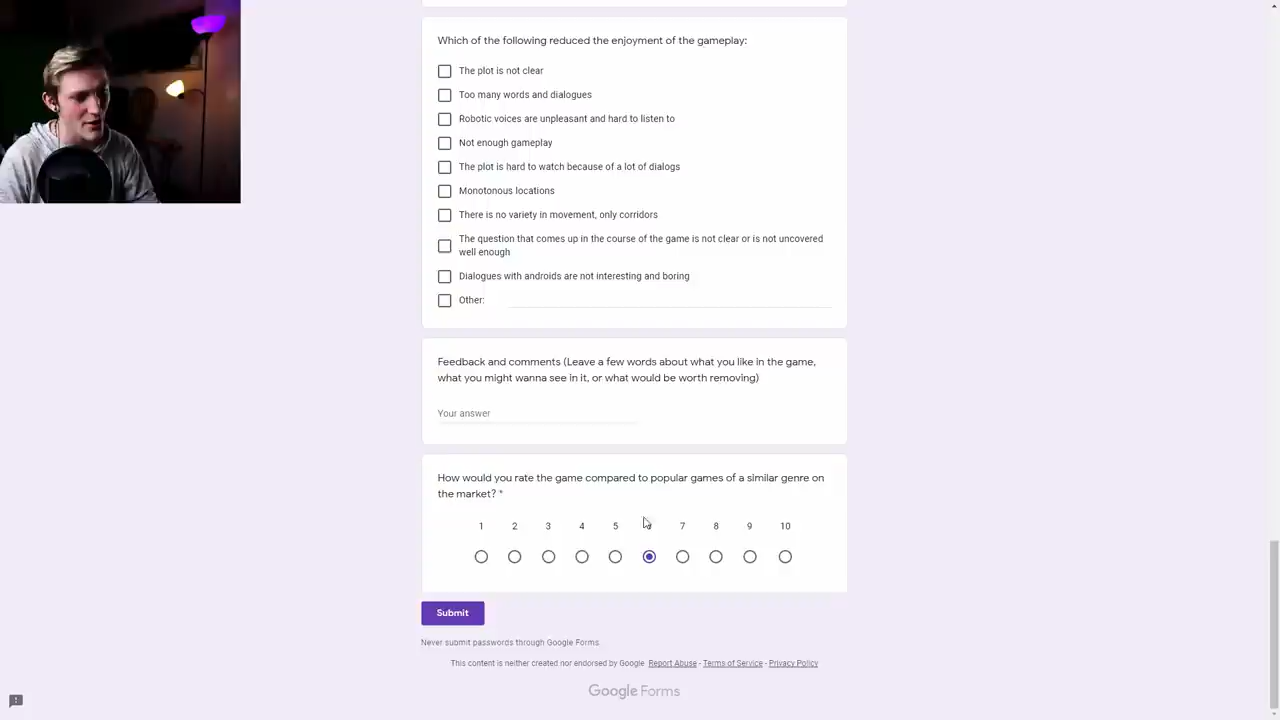 Which of the following reduced the enjoyment of the gameplay:
The plot is not clear
Too many words and dialogues
Robotic voices are unpleasant and hard to listen to
Not enough gameplay
The plot is hard to watch because of a lot of dialogs
Monotonous locations
There is no variety in movement, only corridors
The question that comes up in the course of the game is not clear or is not uncovered
well enough
Dialogues with androids are not interesting and boring
Other:
Feedback and comments (Leave a few words about what you like in the game,
what you might wanna see in it, or what would be worth removing)
Your answer
How would you rate the game compared to popular games of a similar genre on
the market? *
1 2 3 4 5 6 7 8 9 10
Submit
Never submit passwords through Google Forms.
This content is neither created nor endorsed by Google. Report Abuse - Terms of Service - Privacy Policy
Google Forms